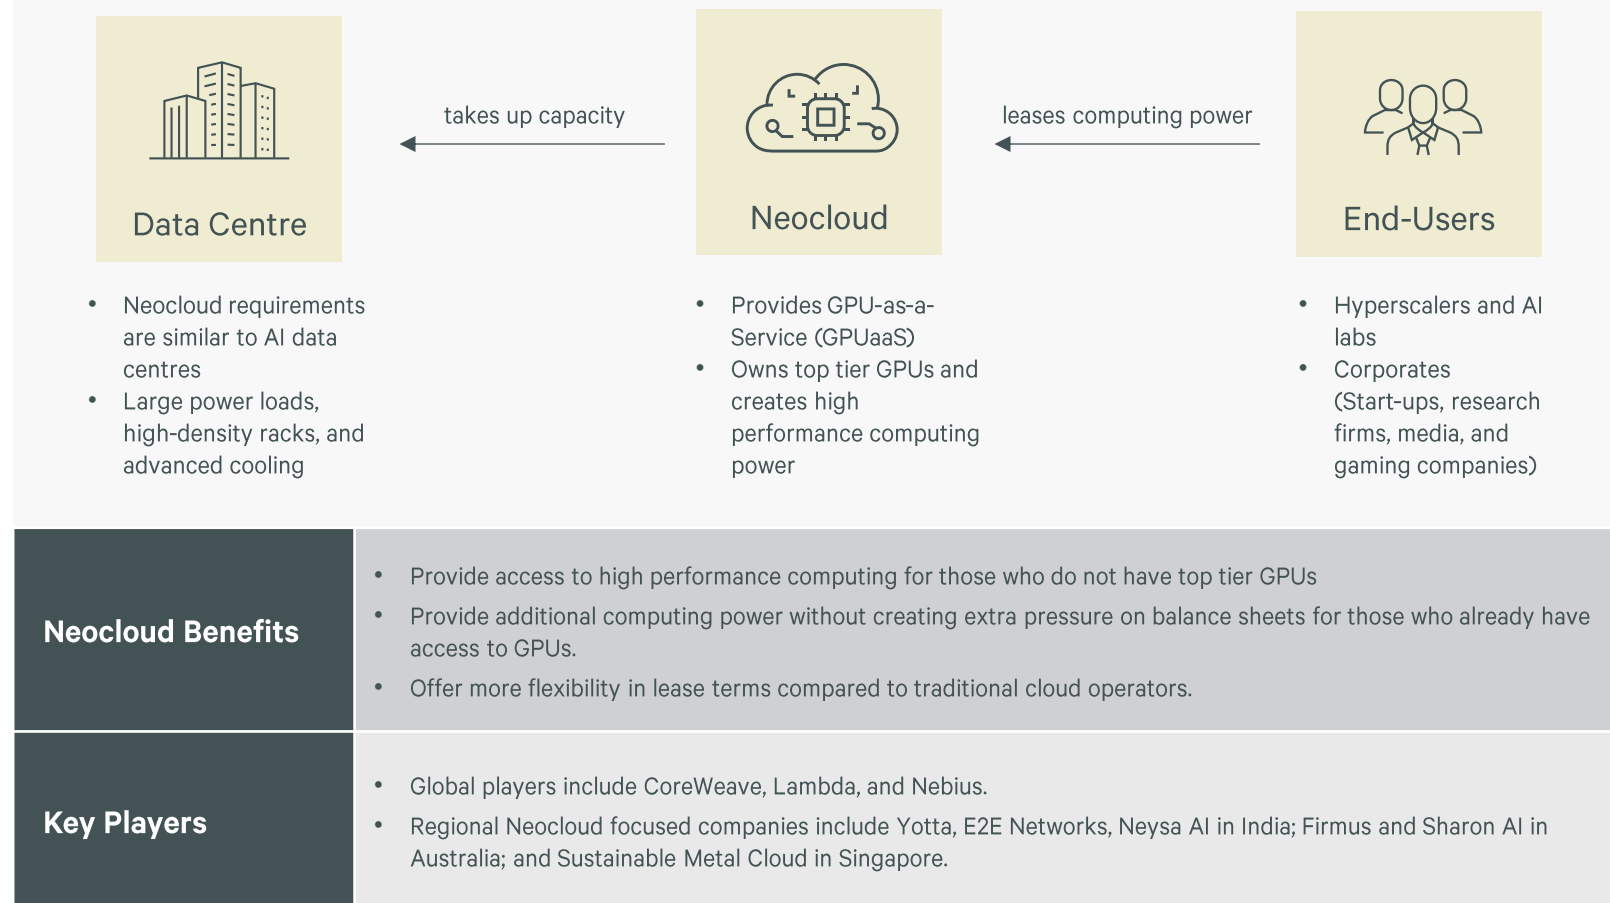 takes up capacity
leases computing power
Data Centre
Neocloud
End-Users
• Neocloud requirements
are similar to AI data
centres
• Large power loads,
high-density racks, and
advanced cooling
• Provides GPU-as-a-
Service (GPUaaS)
• Owns top tier GPUs and
creates high
performance computing
power
• Hyperscalers and AI
labs
• Corporates
(Start-ups, research
firms, media, and
gaming companies)
Neocloud Benefits
• Provide access to high performance computing for those who do not have top tier GPUs
• Provide additional computing power without creating extra pressure on balance sheets for those who already have
access to GPUs.
• Offer more flexibility in lease terms compared to traditional cloud operators.
Key Players
• Global players include CoreWeave, Lambda, and Nebius.
• Regional Neocloud focused companies include Yotta, E2E Networks, Neysa AI in India; Firmus and Sharon AI in
Australia; and Sustainable Metal Cloud in Singapore.